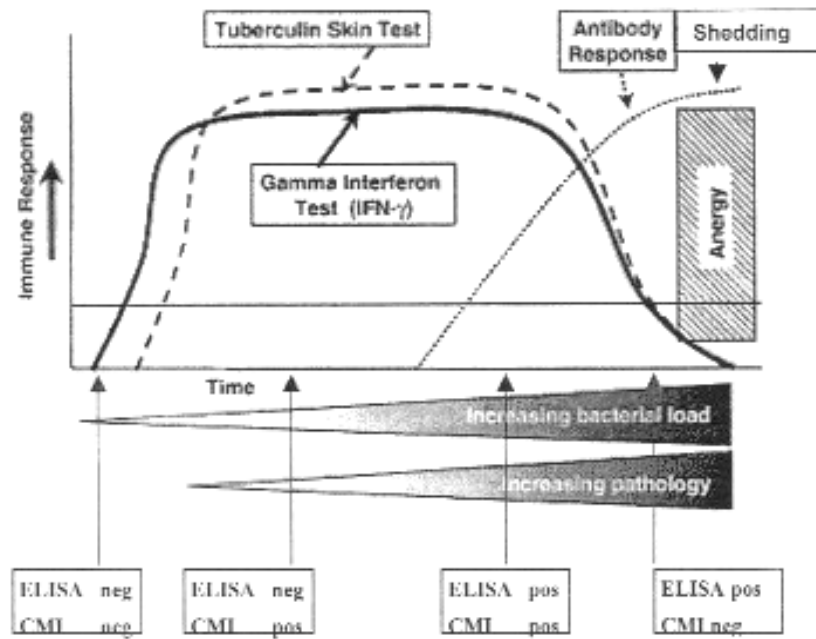 Tuberculin Skin Test
Antibody
Response
Shedding
Immune Response
Gamma Interferon
Test (IFN-γ)
Anergy
Time
Increasing bacterial load
Increasing pathology
ELISA neg
CMI neg
ELISA neg
CMI pos
ELISA pos
CMI pos
ELISA pos
CMI neg